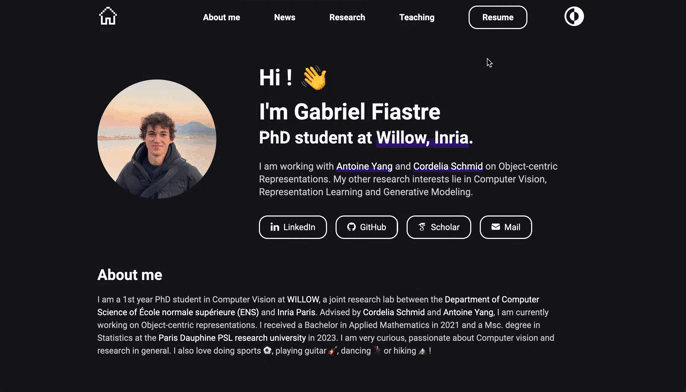 About me
News
Research
Teaching
Resume
Hi ! 👋
I'm Gabriel Fiastre
PhD student at Willow, Inria.
I am working with Antoine Yang and Cordelia Schmid on Object-centric
Representations. My other research interests lie in Computer Vision,
Representation Learning and Generative Modeling.
LinkedIn
GitHub
Scholar
Mail
About me
I am a 1st year PhD student in Computer Vision at WILLOW, a joint research lab between the Department of Computer
Science of École normale supérieure (ENS) and Inria Paris. Advised by Cordelia Schmid and Antoine Yang, I am currently
working on Object-centric representations. I received a Bachelor in Applied Mathematics in 2021 and a Msc. degree in
Statistics at the Paris Dauphine PSL research university in 2023. I am very curious, passionate about Computer vision and
research in general. I also love doing sports ⚽, playing guitar 🎸, dancing 🕺 or hiking 🏔 !